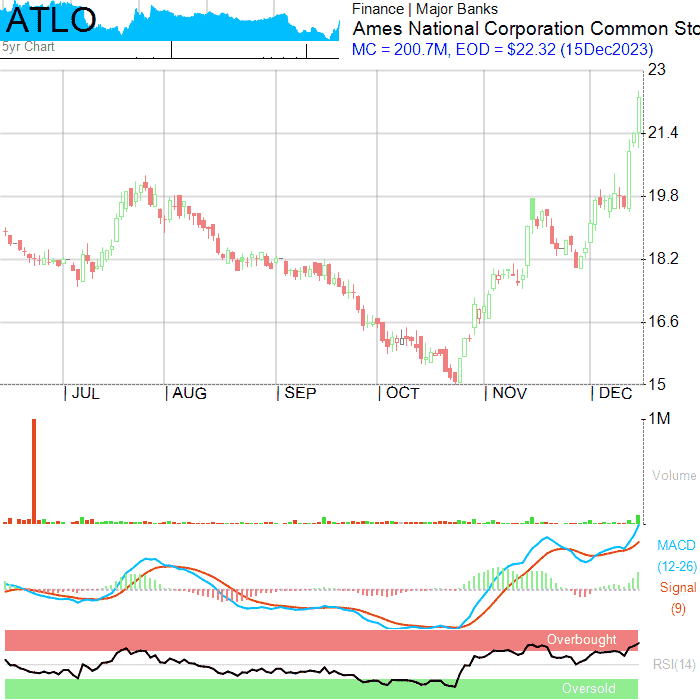 ATLO
5yr Chart
Finance | Major Banks
Ames National Corporation Common Sto
MC = 200.7M, EOD = $22.32 (15Dec2023)
23
21.4
19.8
18.2
16.6
15
JUL AUG SEP OCT NOV DEC
1M
Volume
MACD
(12-26)
Signal
(9)
Overbought
RSI(14)
Oversold